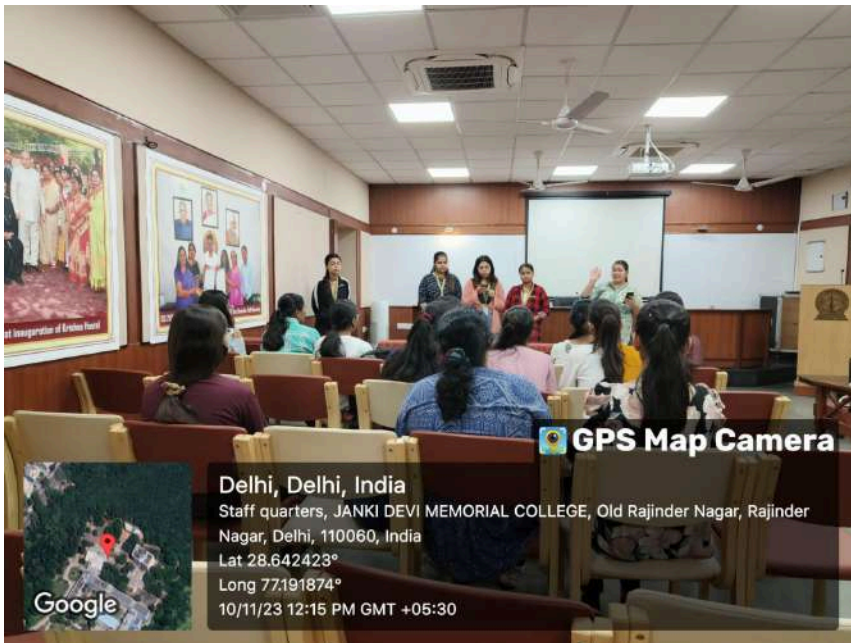 at inauguration of Krishna Hostel
GPS Map Camera
Delhi, Delhi, India
Staff quarters, JANKI DEVI MEMORIAL COLLEGE, Old Rajinder Nagar, Rajinder
Nagar, Delhi, 110060, India
Lat 28.642423°
Long 77.191874°
10/11/23 12:15 PM GMT +05:30
Google